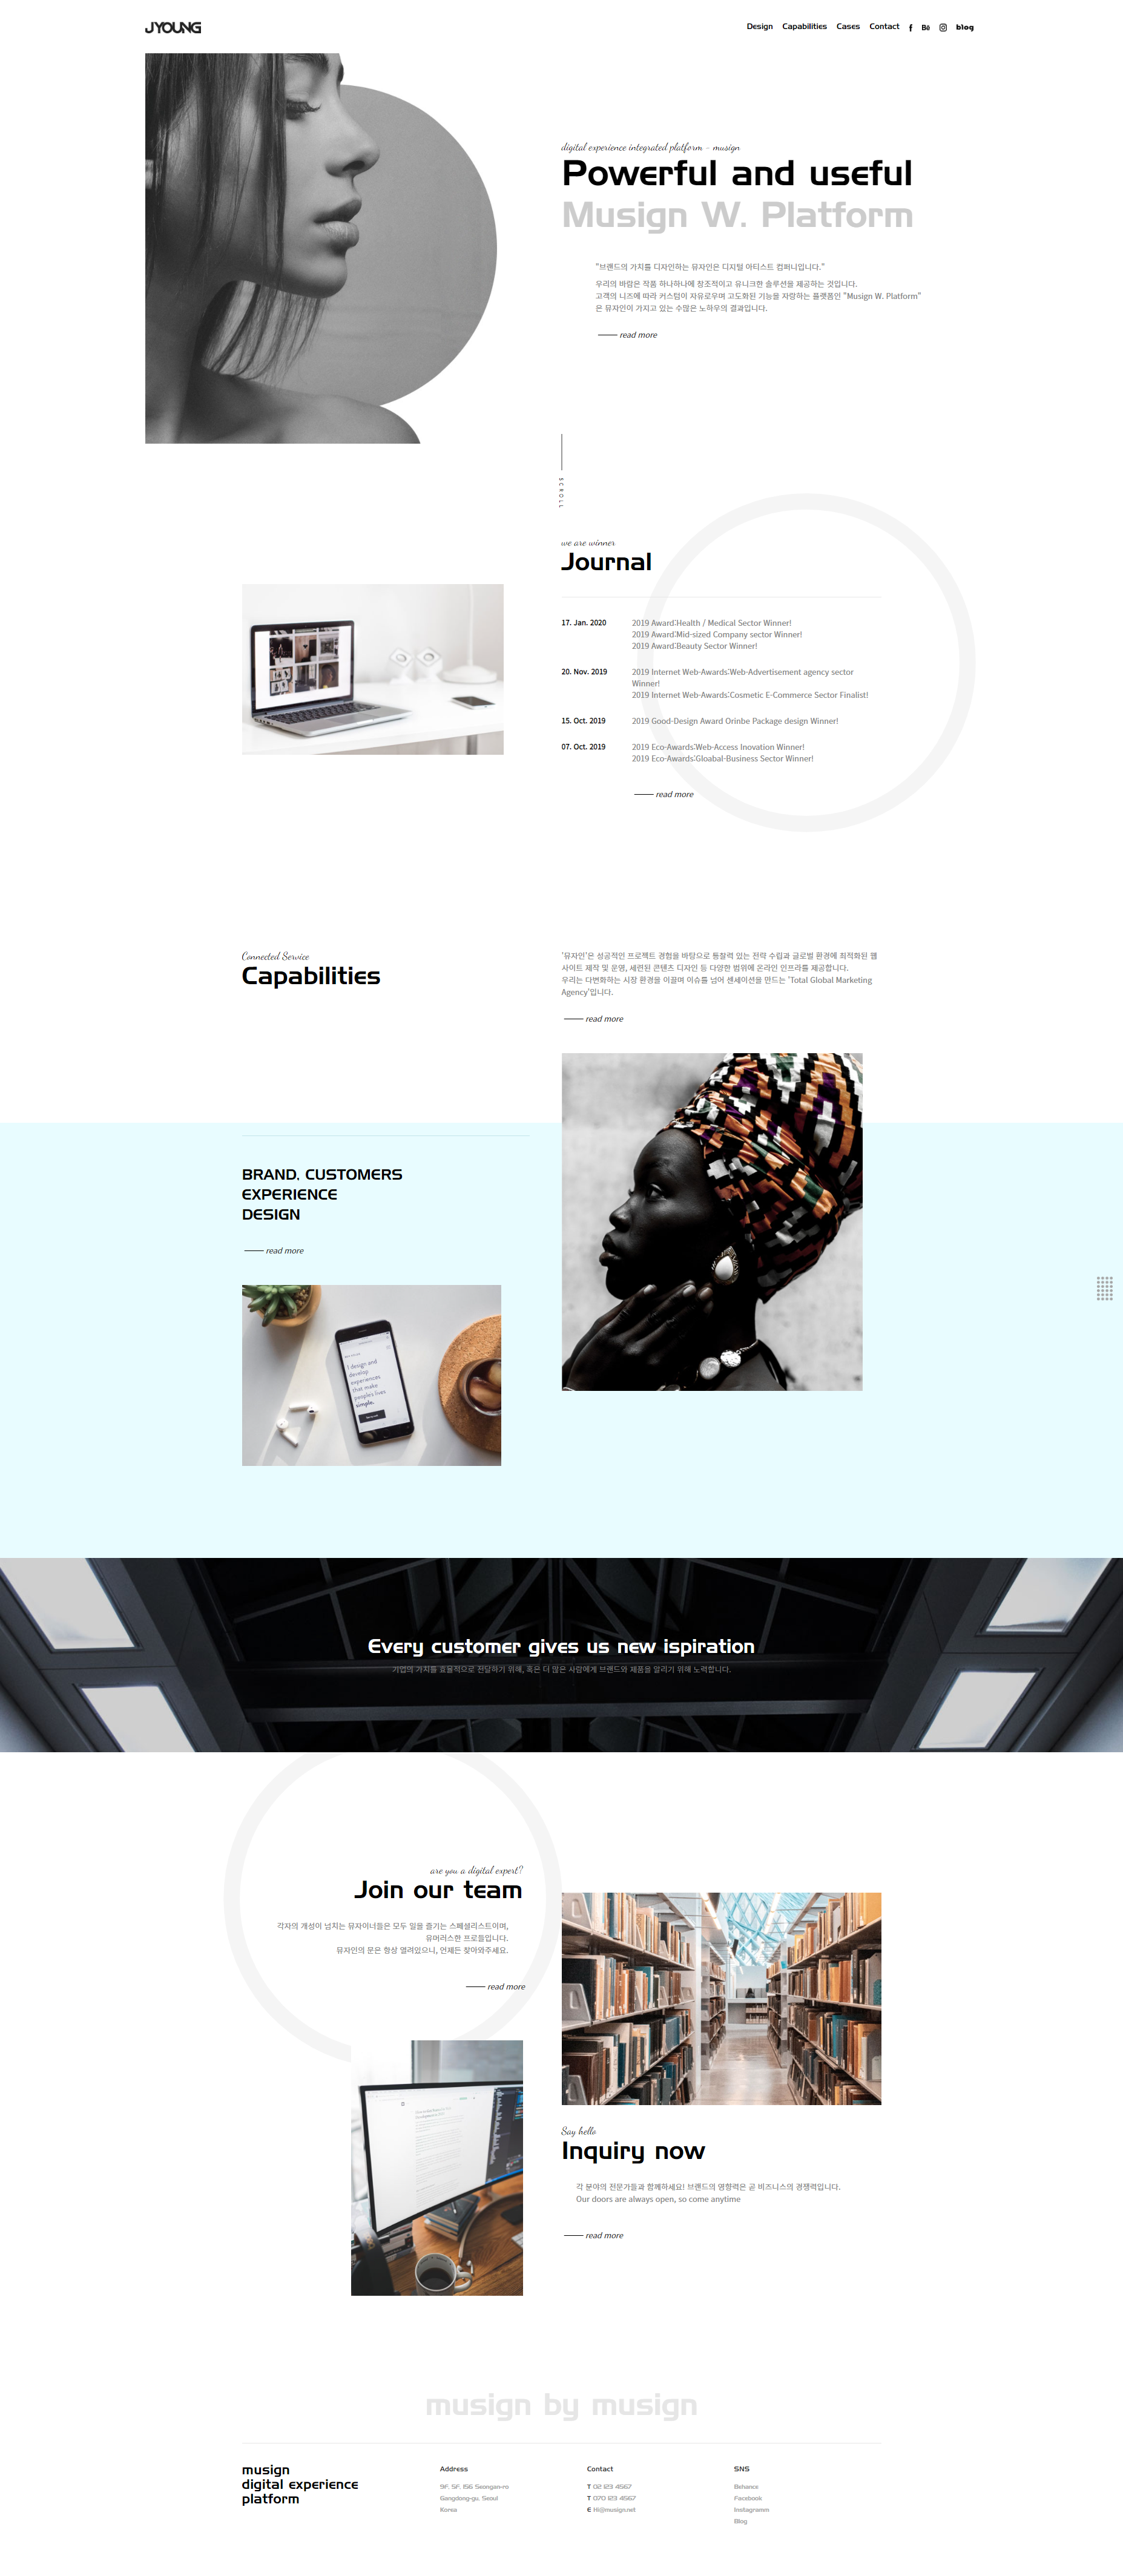 JYOUNG
Design Capabilities Cases Contact f Bē blog
digital experience integrated platform - musign
Powerful and useful
Musign W. Platform
"브랜드의 가치를 디자인하는 뮤자인은 디지털 아티스트 컴퍼니입니다."
우리의 바람은 작품 하나하나에 창조적이고 유니크한 솔루션을 제공하는 것입니다.
고객의 니즈에 따라 커스텀이 자유로우며 고도화된 기능을 자랑하는 플랫폼인 "Musign W. Platform"
은 뮤자인이 가지고 있는 수많은 노하우의 결과입니다.
read more
SCROLL
we are winner
Journal
17. Jan. 2020
2019 Award:Health / Medical Sector Winner!
2019 Award:Mid-sized Company sector Winner!
2019 Award:Beauty Sector Winner!
20. Nov. 2019
2019 Internet Web-Awards:Web-Advertisement agency sector
Winner!
2019 Internet Web-Awards:Cosmetic E-Commerce Sector Finalist!
15. Oct. 2019
2019 Good-Design Award Orinbe Package design Winner!
07. Oct. 2019
2019 Eco-Awards:Web-Access Inovation Winner!
2019 Eco-Awards:Gloabal-Business Sector Winner!
read more
Connected Service
Capabilities
'뮤자인'은 성공적인 프로젝트 경험을 바탕으로 통찰력 있는 전략 수립과 글로벌 환경에 최적화된 웹
사이트 제작 및 운영, 세련된 콘텐츠 디자인 등 다양한 범위에 온라인 인프라를 제공합니다.
우리는 다변화하는 시장 환경을 이끌며 이슈를 넘어 센세이션을 만드는 'Total Global Marketing
Agency'입니다.
read more
BRAND. CUSTOMERS
EXPERIENCE
DESIGN
read more
I design and
develop
experiences
that make
people's lives
simple.
Every customer gives us new ispiration
기업의 가치를 효율적으로 전달하기 위해, 혹은 더 많은 사람에게 브랜드와 제품을 알리기 위해 노력합니다.
are you a digital expert?
Join our team
각자의 개성이 넘치는 뮤자이너들은 모두 일을 즐기는 스페셜리스트이며,
유머러스한 프로들입니다.
뮤자인의 문은 항상 열려있으니, 언제든 찾아와주세요.
read more
Say hello
Inquiry now
각 분야의 전문가들과 함께하세요! 브랜드의 영향력은 곧 비즈니스의 경쟁력입니다.
Our doors are always open, so come anytime
read more
musign by musign
musign
digital experience
platform
Address
9F. 5F. 156 Seongan-ro
Gangdong-gu. Seoul
Korea
Contact
T 02 123 4567
T 070 123 4567
E Hi@musign.net
SNS
Behance
Facebook
Instagramm
Blog